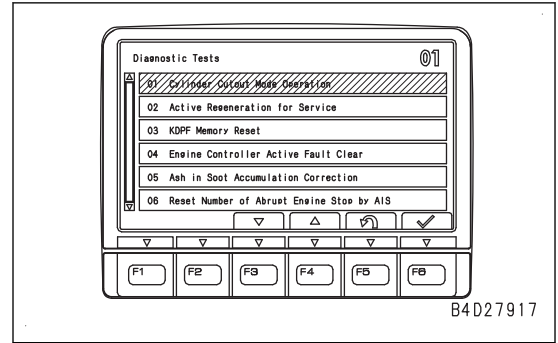 Diagnostic Tests 01
01 Cylinder Cutout Mode Operation
02 Active Regeneration for Service
03 KDPF Memory Reset
04 Engine Controller Active Fault Clear
05 Ash in Soot Accumulation Correction
06 Reset Number of Abrupt Engine Stop by AIS
F1 F2 F3 F4 F5 F6
B4D27917